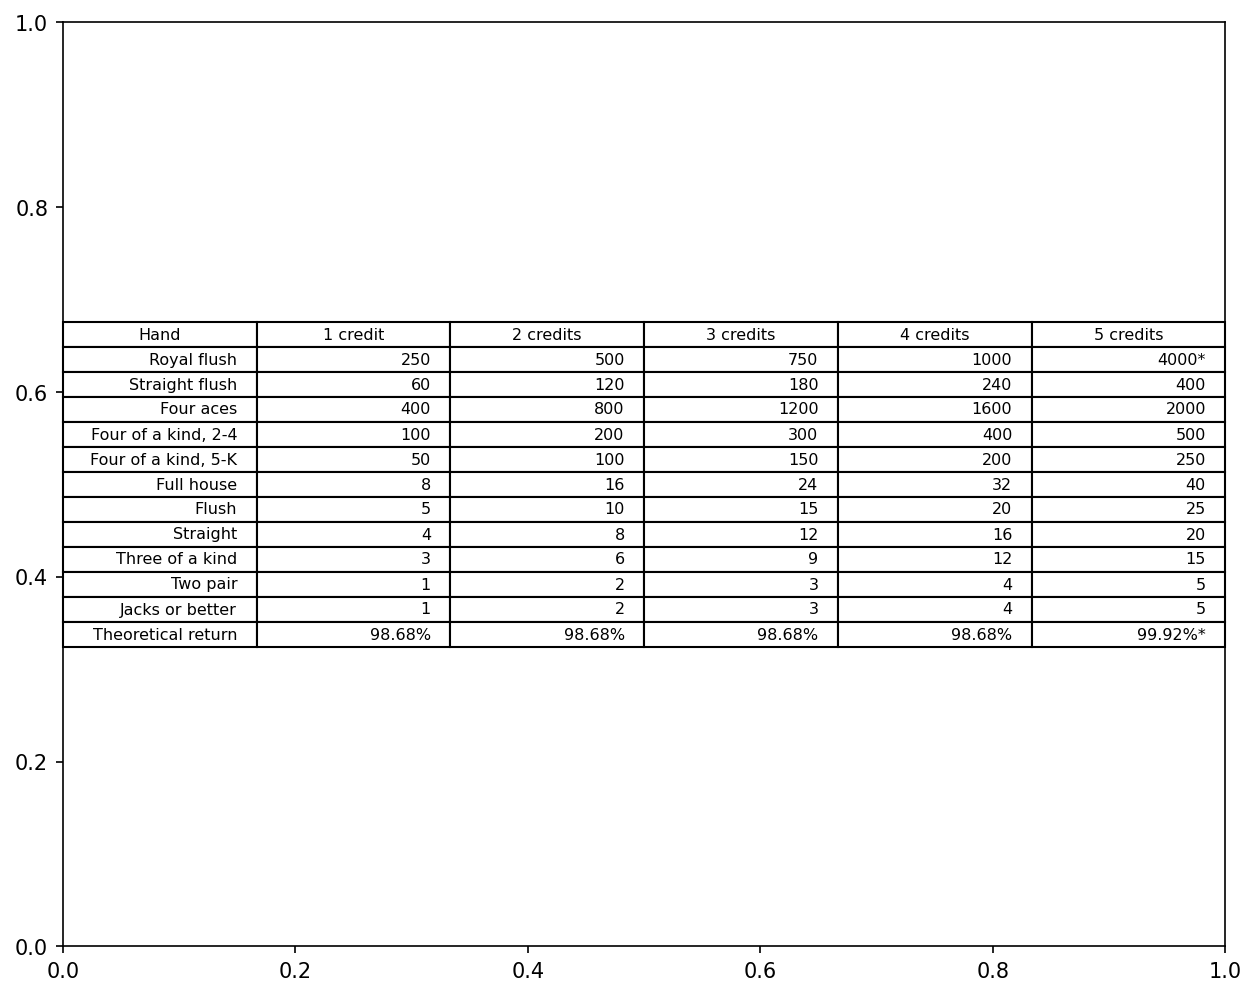 1.0
0.8
Hand 1 credit 2 credits 3 credits 4 credits 5 credits
Royal flush 250 500 750 1000 4000*
Straight flush 60 120 180 240 400
0.6
Four aces 400 800 1200 1600 2000
Four of a kind, 2-4 100 200 300 400 500
Four of a kind, 5-K 50 100 150 200 250
Full house 8 16 24 32 40
Flush 5 10 15 20 25
Straight 4 8 12 16 20
Three of a kind 3 6 9 12 15
0.4
Two pair 1 2 3 4 5
Jacks or better 1 2 3 4 5
Theoretical return 98.68% 98.68% 98.68% 98.68% 99.92%*
0.2
0.0
0.0 0.2 0.4 0.6 0.8 1.0